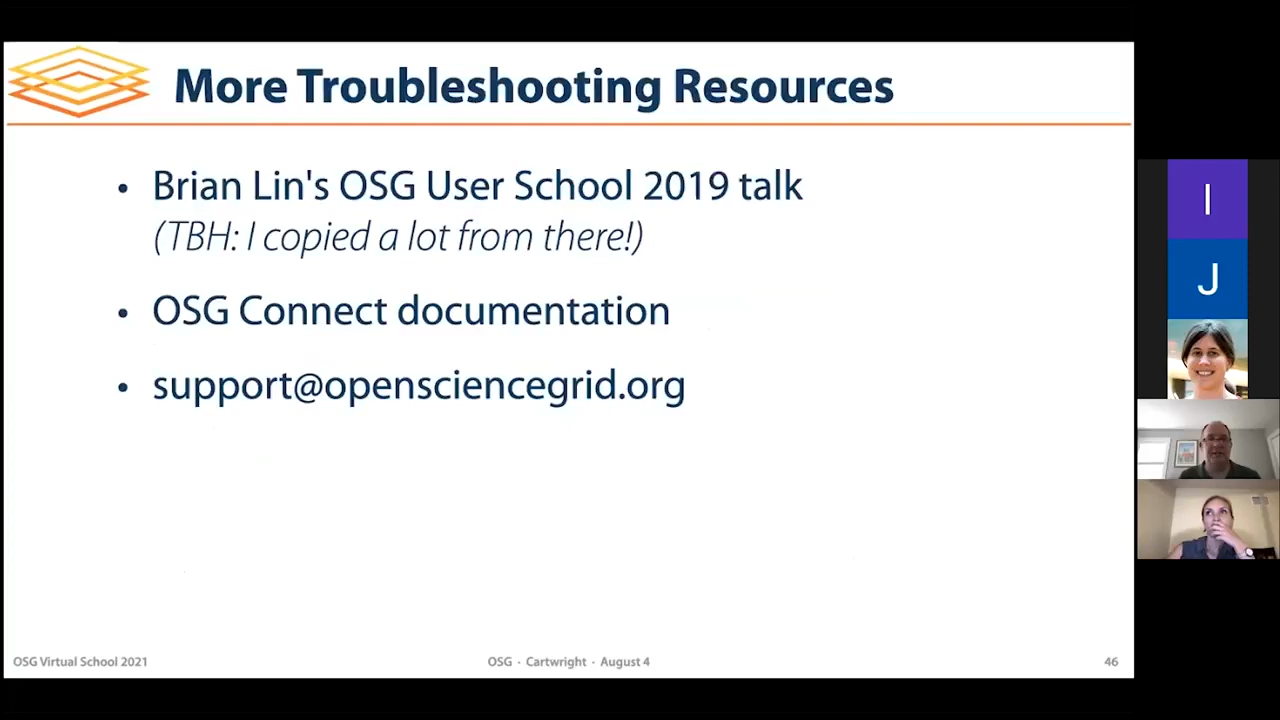 More Troubleshooting Resources
• Brian Lin's OSG User School 2019 talk
(TBH: I copied a lot from there!)
• OSG Connect documentation
• support@opensciencegrid.org
I
J
OSG Virtual School 2021
OSG · Cartwright · August 4
46